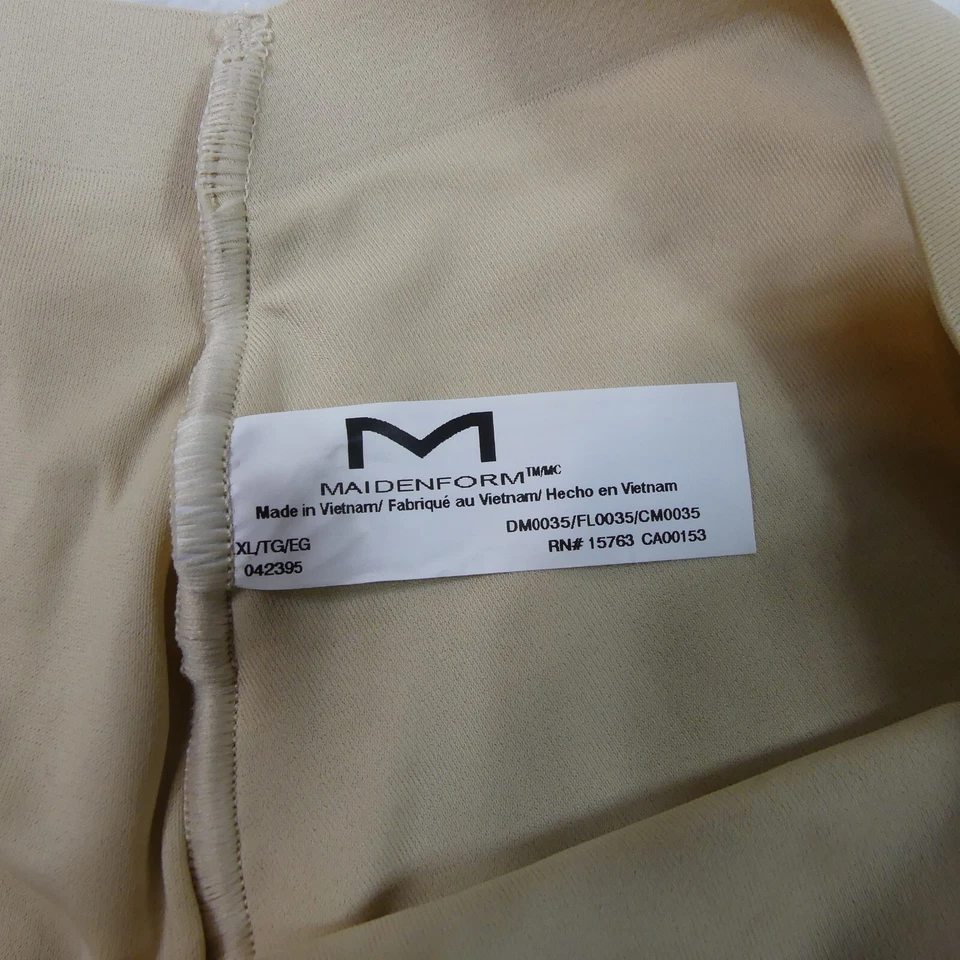 M
MAIDENFORM™/MC
Made in Vietnam/ Fabriqué au Vietnam/ Hecho en Vietnam
DM0035/FL0035/CM0035
XL/TG/EG
RN# 15763 CA00153
042395